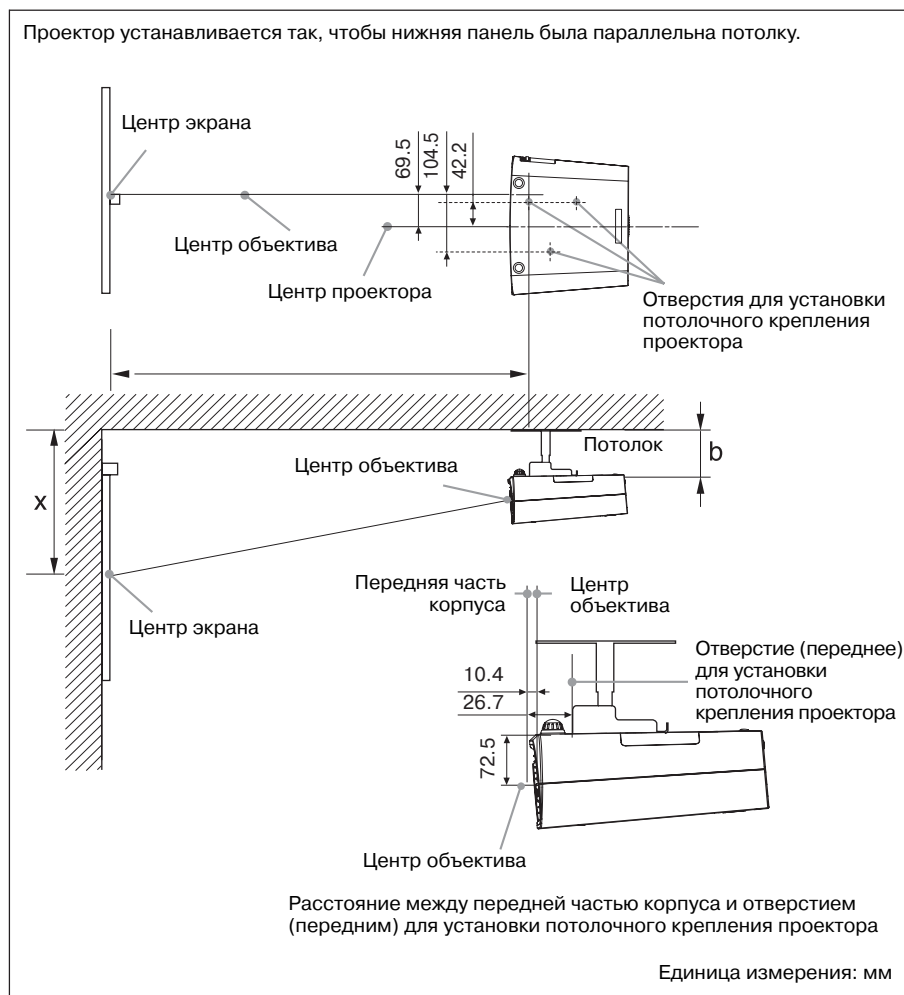 Проектор устанавливается так, чтобы нижняя панель была параллельна потолку.
Центр экрана
69.5
104.5
42.2
Центр объектива
Центр проектора
Отверстия для установки
потолочного крепления
проектора
Потолок
b
Центр объектива
x
Центр экрана
Передняя часть
корпуса
Центр
объектива
Отверстие (переднее)
для установки
потолочного
крепления проектора
10.4
26.7
72.5
Центр объектива
Расстояние между передней частью корпуса и отверстием
(передним) для установки потолочного крепления проектора
Единица измерения: мм